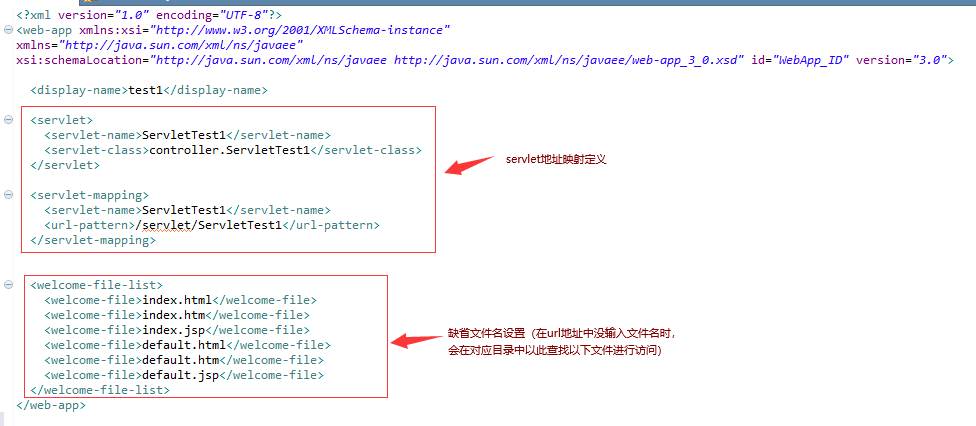 <?xml version="1.0" encoding="UTF-8"?>
<web-app xmlns:xsi="http://www.w3.org/2001/XMLSchema-instance"
xmlns="http://java.sun.com/xml/ns/javaee"
xsi:schemaLocation="http://java.sun.com/xml/ns/javaee http://java.sun.com/xml/ns/javaee/web-app_3_0.xsd" id="WebApp_ID" version="3.0">
<display-name>test1</display-name>
<servlet>
<servlet-name>ServletTest1</servlet-name>
<servlet-class>controller.ServletTest1</servlet-class>
</servlet>
servlet地址映射定义
<servlet-mapping>
<servlet-name>ServletTest1</servlet-name>
<url-pattern>/servlet/ServletTest1</url-pattern>
</servlet-mapping>
<welcome-file-list>
<welcome-file>index.html</welcome-file>
<welcome-file>index.htm</welcome-file>
<welcome-file>index.jsp</welcome-file>
<welcome-file>default.html</welcome-file>
<welcome-file>default.htm</welcome-file>
<welcome-file>default.jsp</welcome-file>
</welcome-file-list>
缺省文件名设置（在url地址中没输入文件名时，
会在对应目录中以此查找以下文件进行访问）
</web-app>